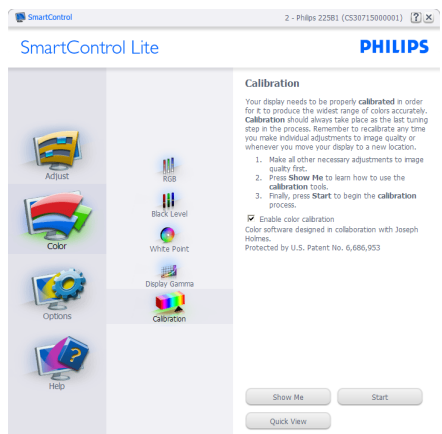 SmartControl
2 - Philips 225B1 (CS30715000001)
? X
SmartControl Lite
PHILIPS
Adjust
Color
Options
Help
RGB
Black Level
White Point
Display Gamma
Calibration
Calibration
Your display needs to be properly calibrated in order
for it to produce the widest range of colors accurately.
Calibration should always take place as the last tuning
step in the process. Remember to recalibrate any time
you make individual adjustments to image quality or
whenever you move your display to a new location.
1. Make all other necessary adjustments to image
quality first.
2. Press Show Me to learn how to use the
calibration tools.
3. Finally, press Start to begin the calibration
process.
Enable color calibration
Color software designed in collaboration with Joseph
Holmes.
Protected by U.S. Patent No. 6,686,953
Show Me
Start
Quick View